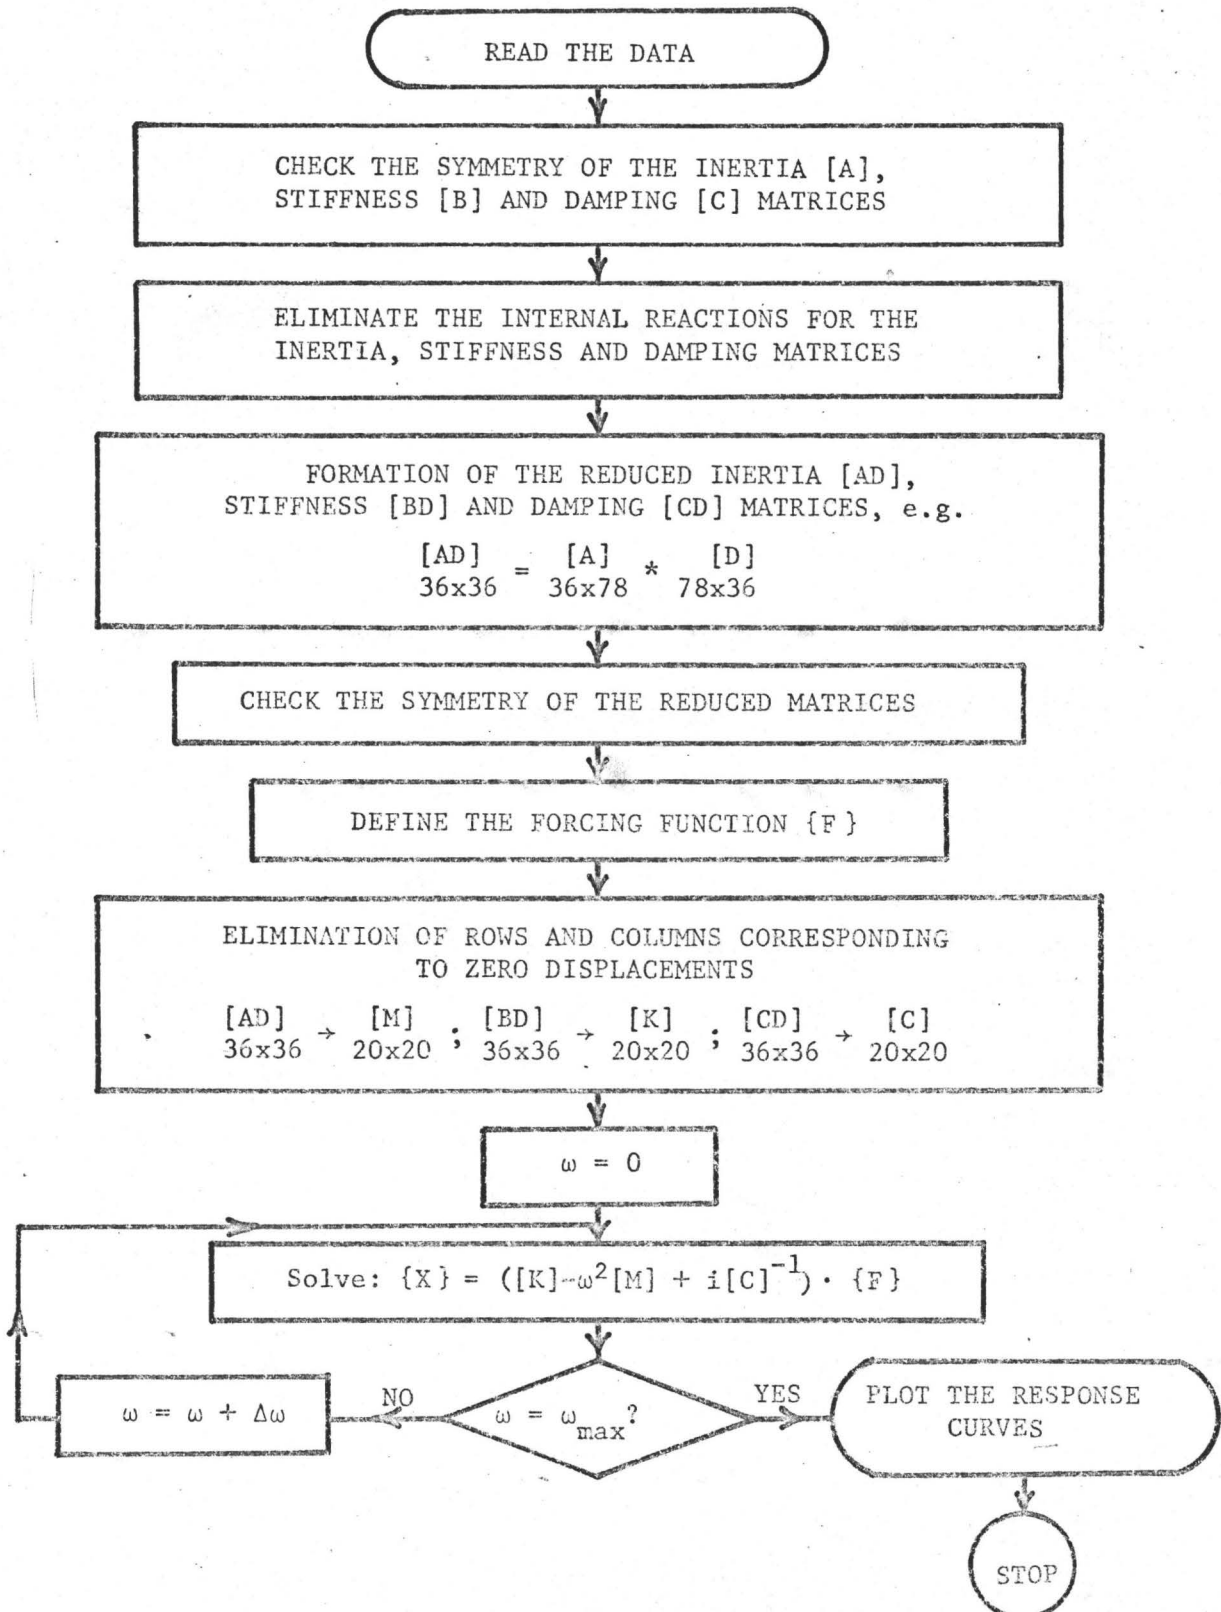 READ THE DATA
CHECK THE SYMMETRY OF THE INERTIA [A],
STIFFNESS [B] AND DAMPING [C] MATRICES
ELIMINATE THE INTERNAL REACTIONS FOR THE
INERTIA, STIFFNESS AND DAMPING MATRICES
FORMATION OF THE REDUCED INERTIA [AD],
STIFFNESS [BD] AND DAMPING [CD] MATRICES, e.g.
[AD] = [A] * [D]
36x36 36x78 78x36
CHECK THE SYMMETRY OF THE REDUCED MATRICES
DEFINE THE FORCING FUNCTION {F}
ELIMINATION OF ROWS AND COLUMNS CORRESPONDING
TO ZERO DISPLACEMENTS
[AD] → [M] ; [BD] → [K] ; [CD] → [C]
36x36 20x20 36x36 20x20 36x36 20x20
ω = 0
Solve: {X} = ([K]-ω²[M] + i[C]⁻¹) · {F}
ω = ω + Δω
NO
ω = ω_max?
YES
PLOT THE RESPONSE
CURVES
STOP